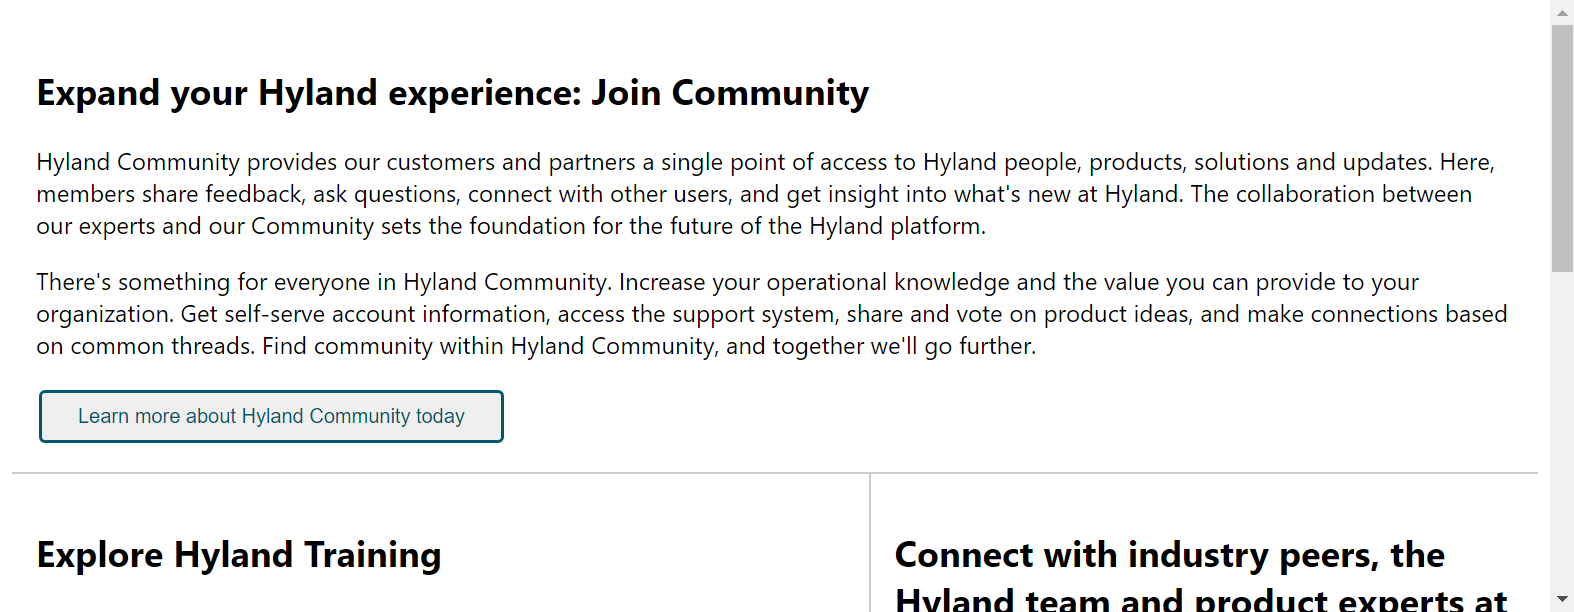 Expand your Hyland experience: Join Community
Hyland Community provides our customers and partners a single point of access to Hyland people, products, solutions and updates. Here,
members share feedback, ask questions, connect with other users, and get insight into what's new at Hyland. The collaboration between
our experts and our Community sets the foundation for the future of the Hyland platform.
There's something for everyone in Hyland Community. Increase your operational knowledge and the value you can provide to your
organization. Get self-serve account information, access the support system, share and vote on product ideas, and make connections based
on common threads. Find community within Hyland Community, and together we'll go further.
Learn more about Hyland Community today
Explore Hyland Training
Connect with industry peers, the
Hyland team and product experts at